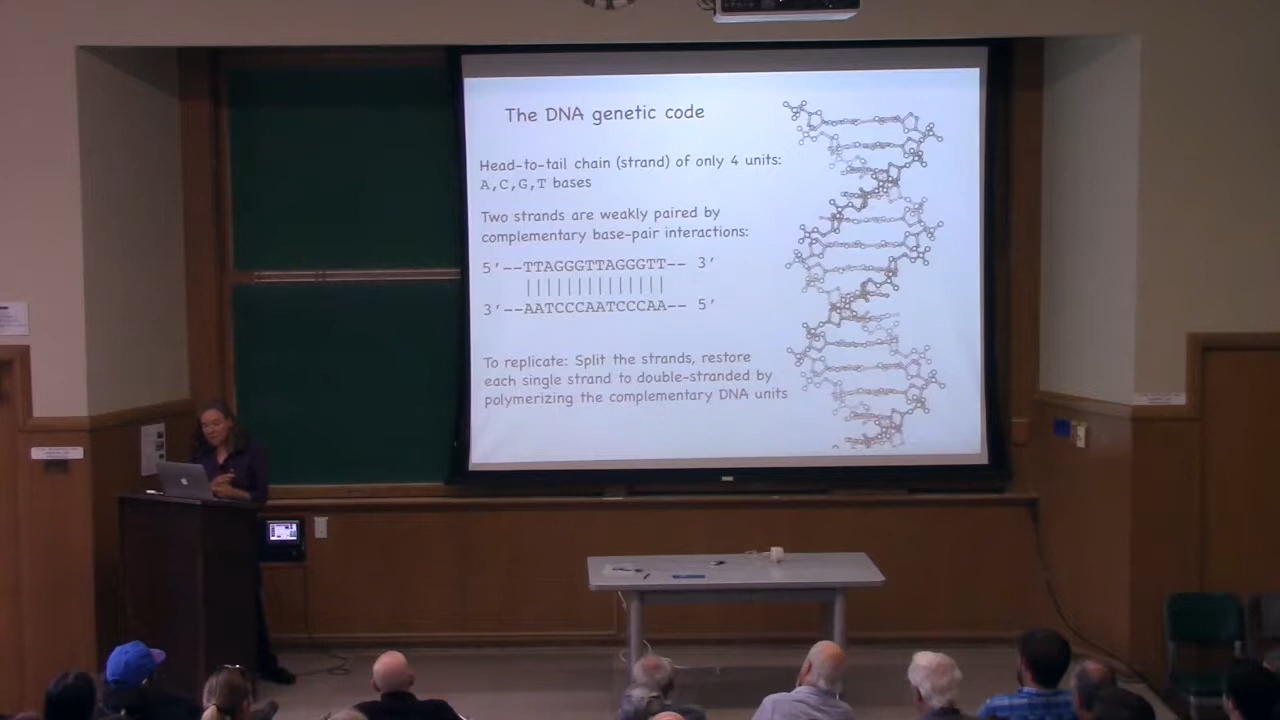 The DNA genetic code
Head-to-tail chain (strand) of only 4 units:
A,C,G,T bases
Two strands are weakly paired by
complementary base-pair interactions:
5'--TTAGGGTTAGGGTT-- 3'
||||||||||||||
3'--AATCCCAATCCCAA-- 5'
To replicate: Split the strands, restore
each single strand to double-stranded by
polymerizing the complementary DNA units